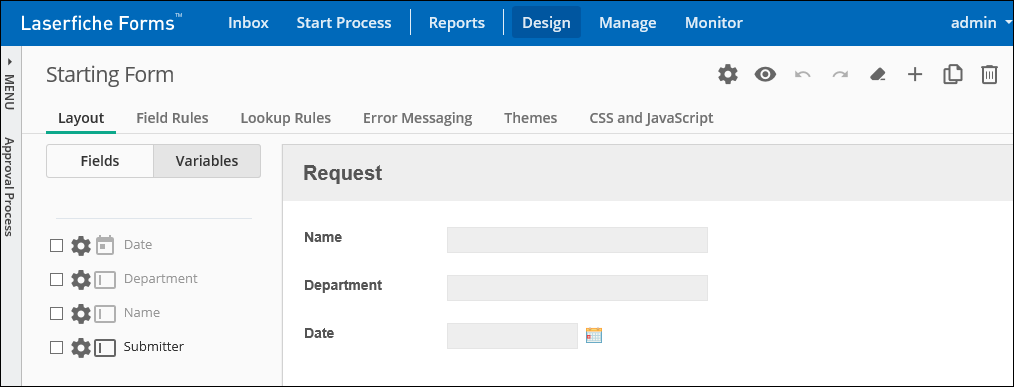 Laserfiche Forms™ Inbox Start Process Reports Design Manage Monitor admin
MENU
Approval Process
Starting Form
Layout Field Rules Lookup Rules Error Messaging Themes CSS and JavaScript
Fields Variables
Date
Department
Name
Submitter
Request
Name
Department
Date